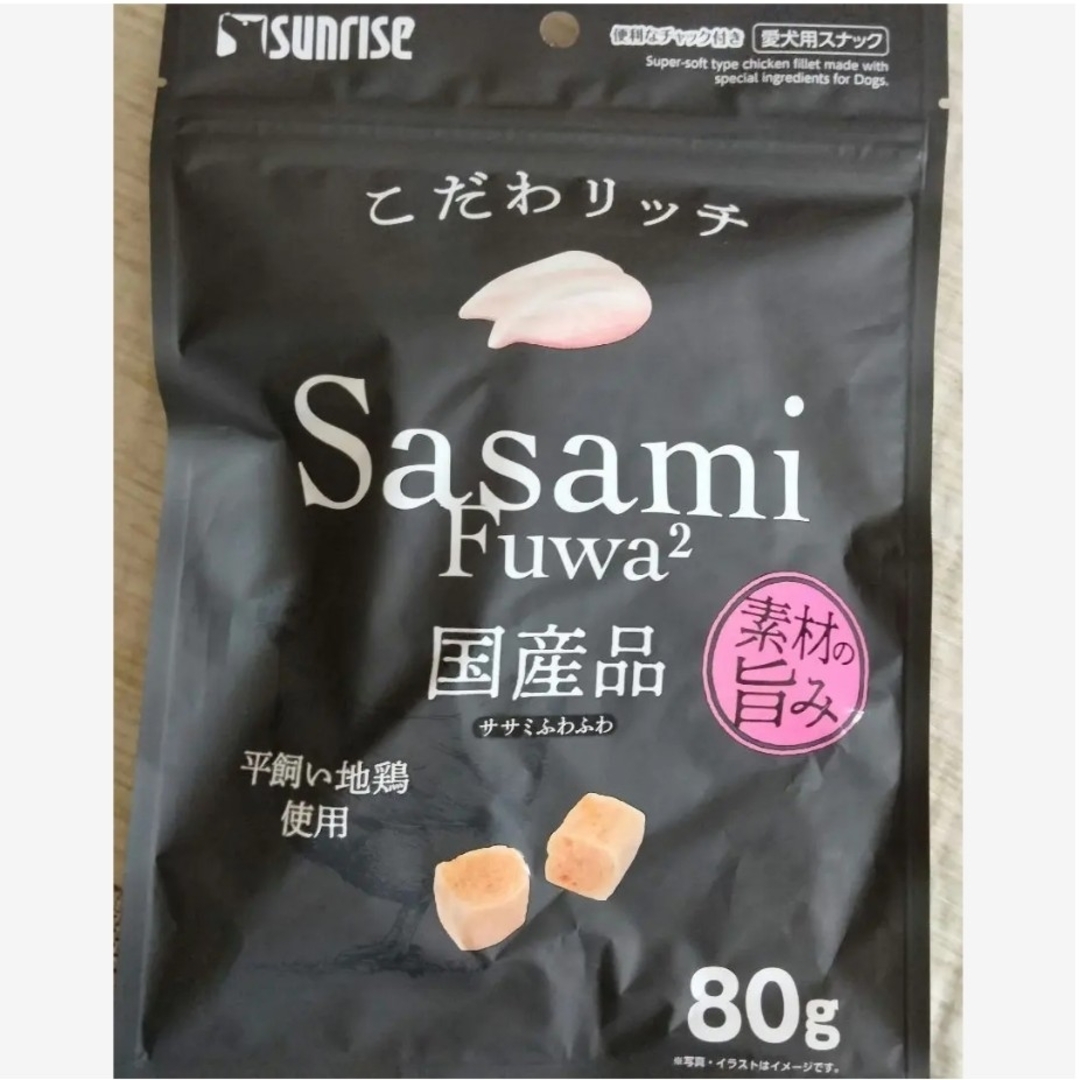 SUNRISE
便利なチャック付き 愛犬用スナック
Super-soft type chicken fillet made with
special ingredients for Dogs.
こだわリッチ
Sasami
Fuwa²
国産品
ササミふわふわ
素材の
旨み
平飼い地鶏
使用
80g
※写真・イラストはイメージです。